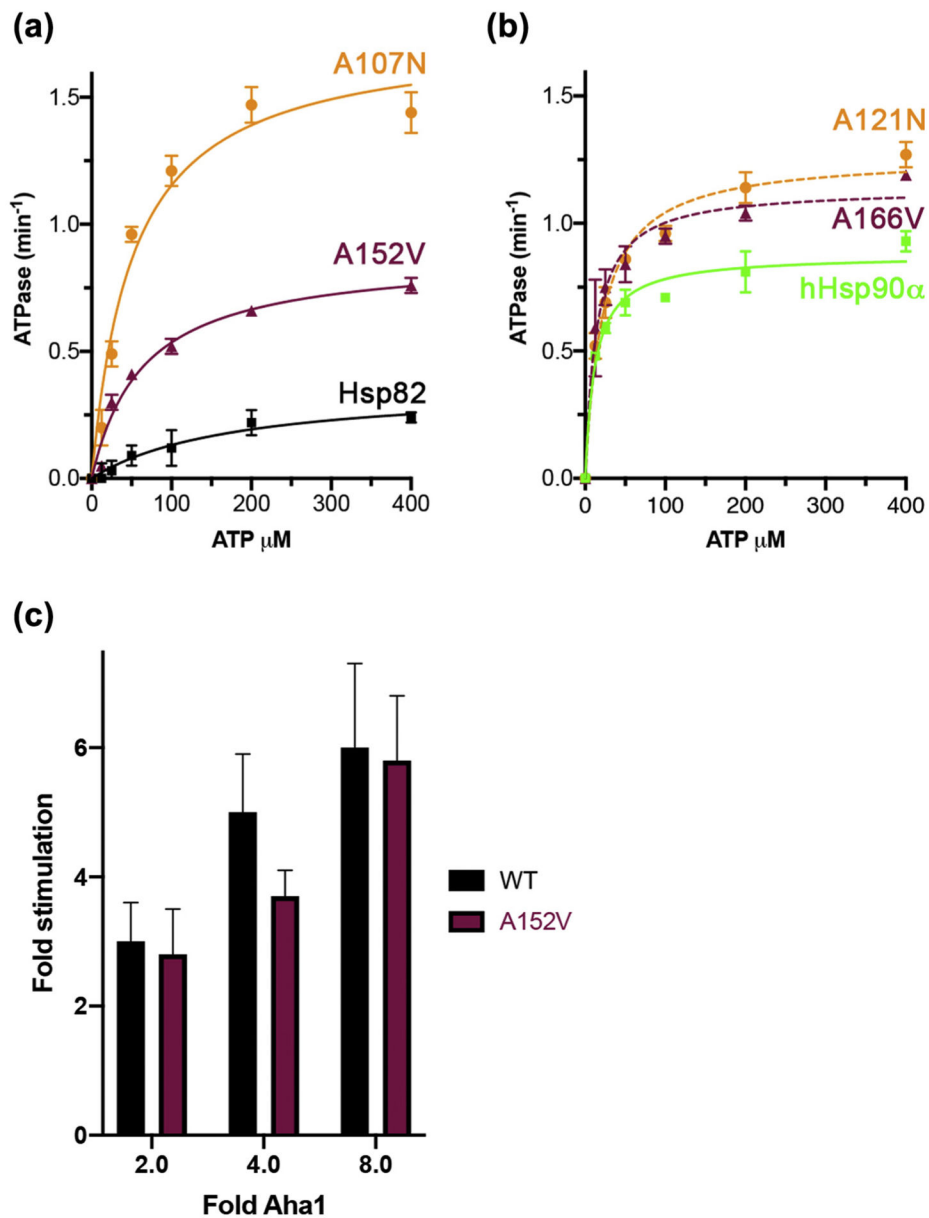 (a)
A107N
A152V
Hsp82
ATPase (min-1)
1.5
1.0
0.5
0.0
0
100
200
300
400
ATP μM
(b)
A121N
A166V
hHsp90α
ATPase (min-1)
1.5
1.0
0.5
0.0
0
100
200
300
400
ATP μM
(c)
Fold stimulation
6
4
2
0
2.0
4.0
8.0
Fold Aha1
WT
A152V